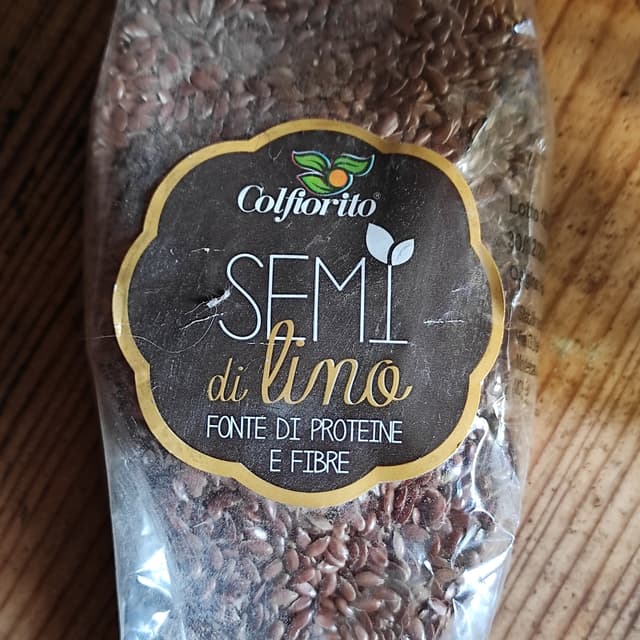 Colfiorito®
SEMI
di lino
FONTE DI PROTEINE
E FIBRE